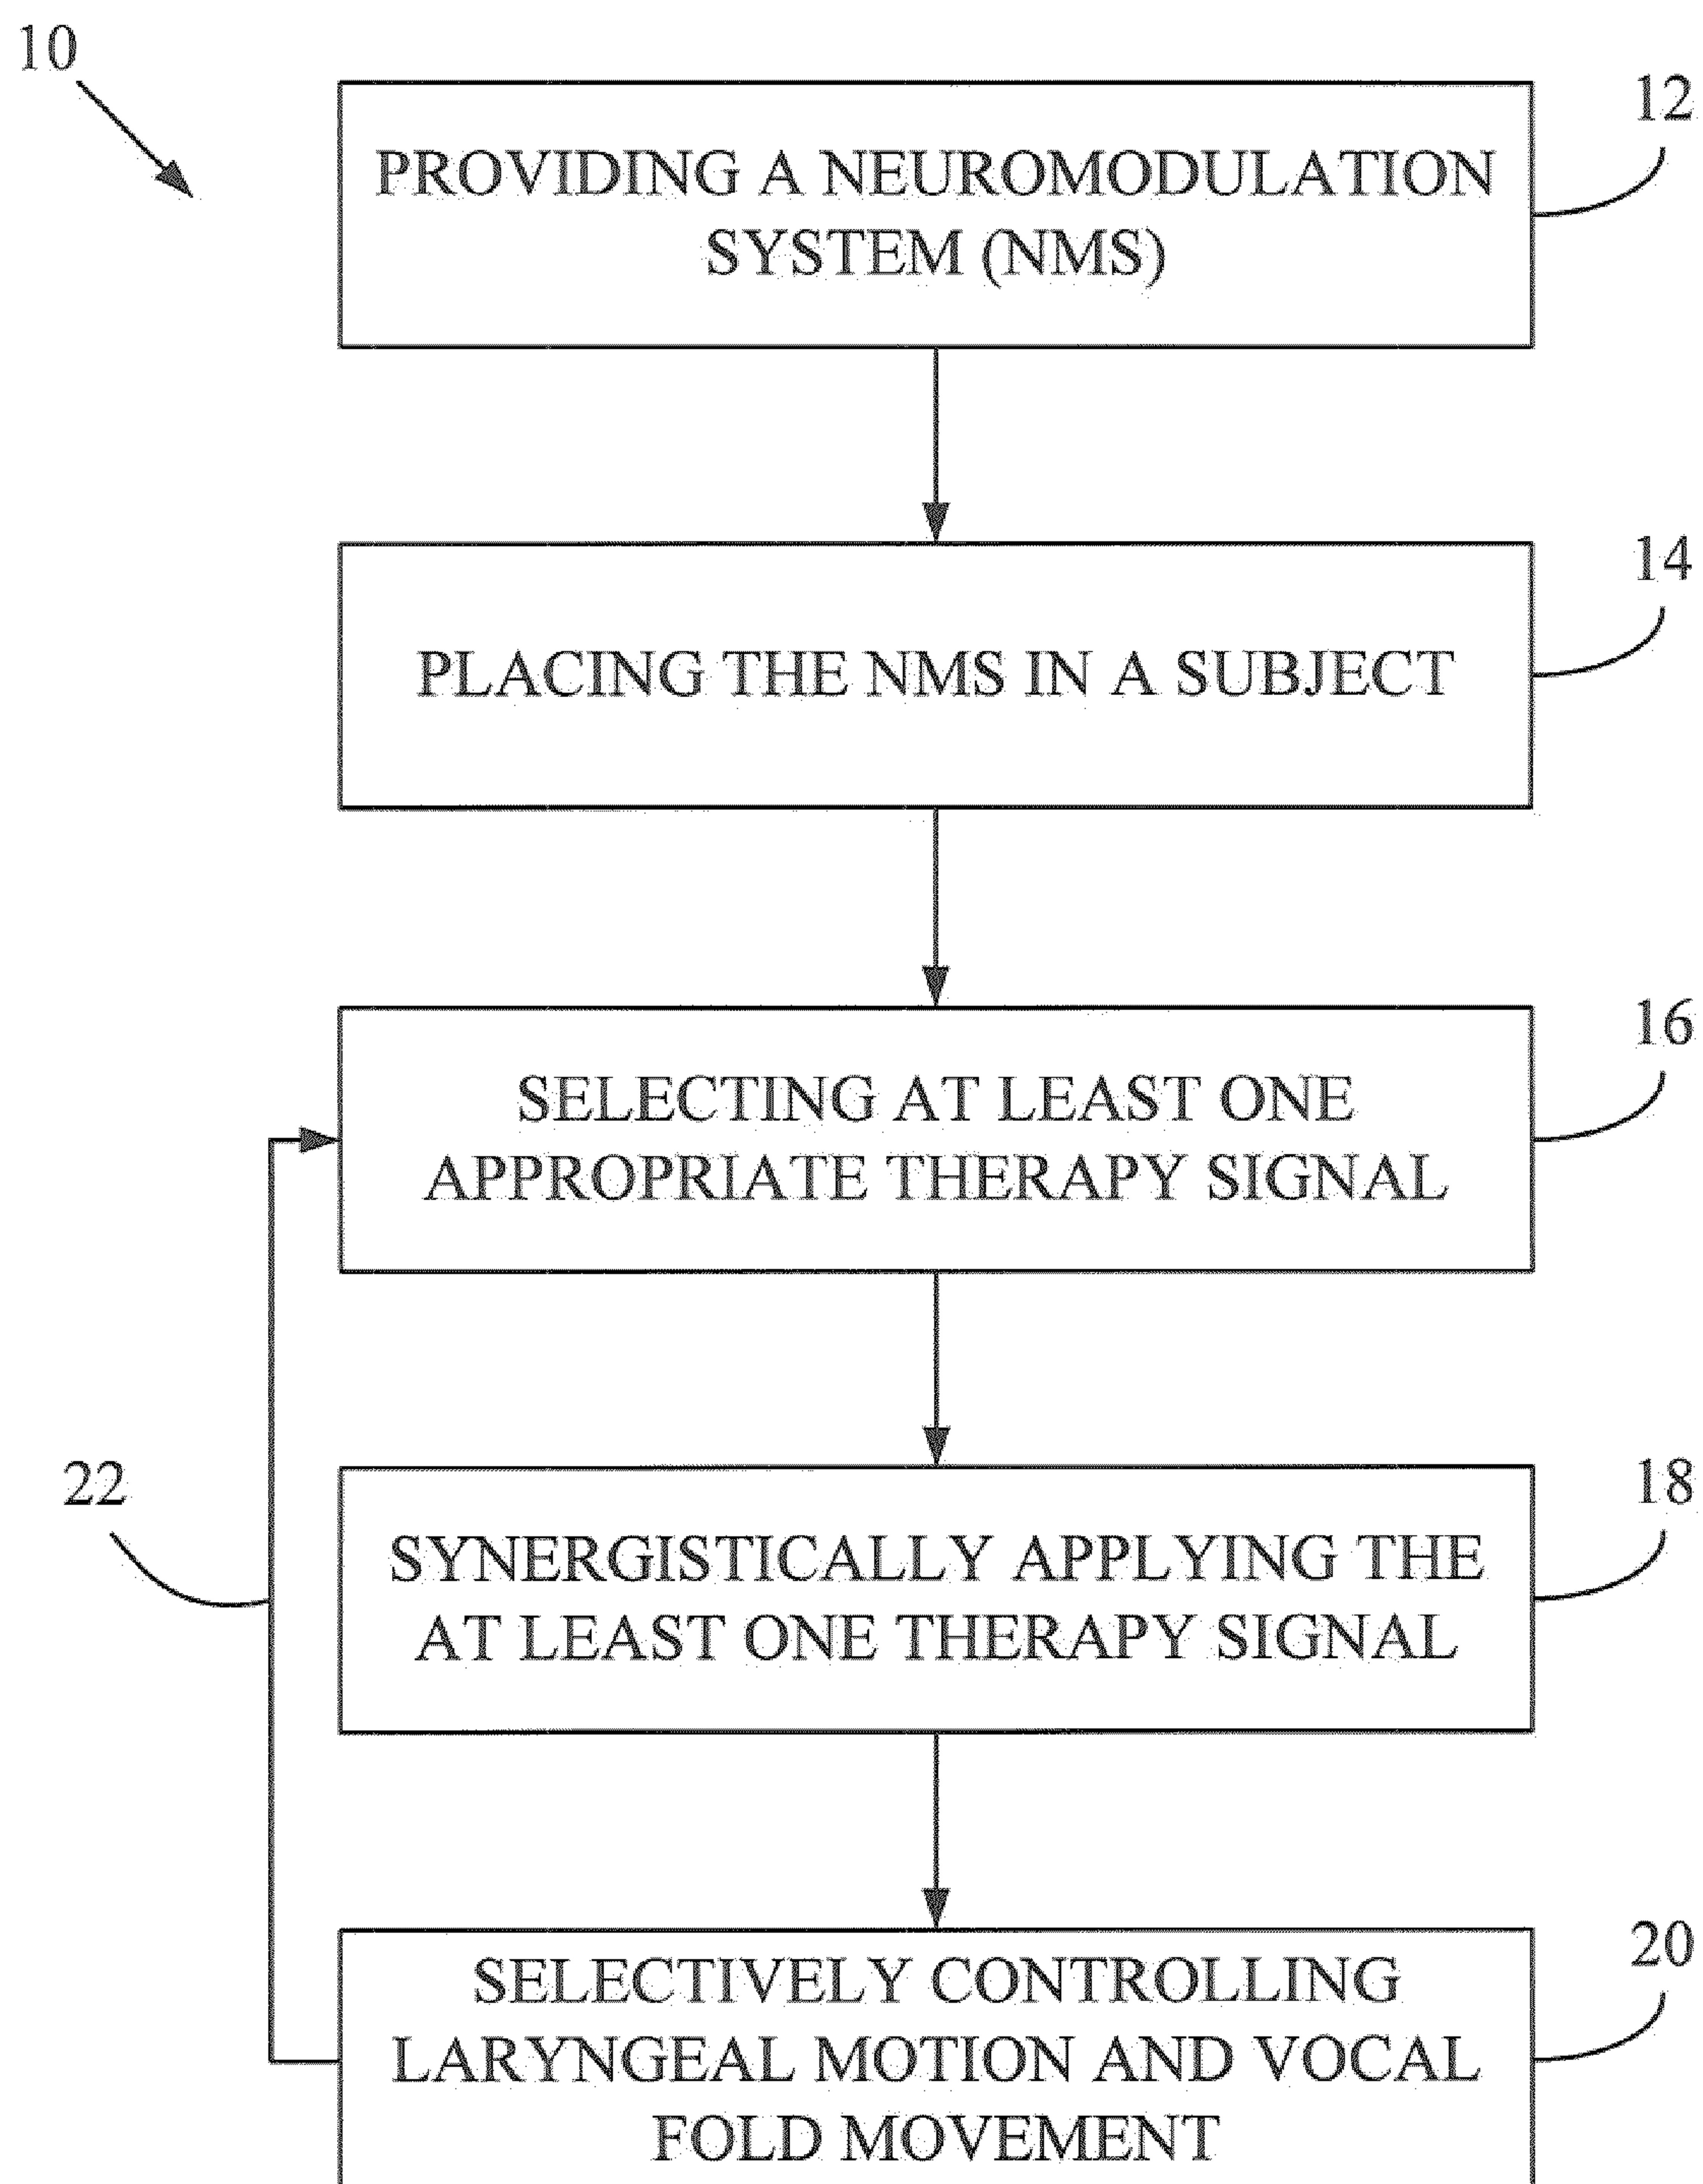 10
12
PROVIDING A NEUROMODULATION
SYSTEM (NMS)
14
PLACING THE NMS IN A SUBJECT
16
SELECTING AT LEAST ONE
APPROPRIATE THERAPY SIGNAL
22
18
SYNERGISTICALLY APPLYING THE
AT LEAST ONE THERAPY SIGNAL
20
SELECTIVELY CONTROLLING
LARYNGEAL MOTION AND VOCAL
FOLD MOVEMENT